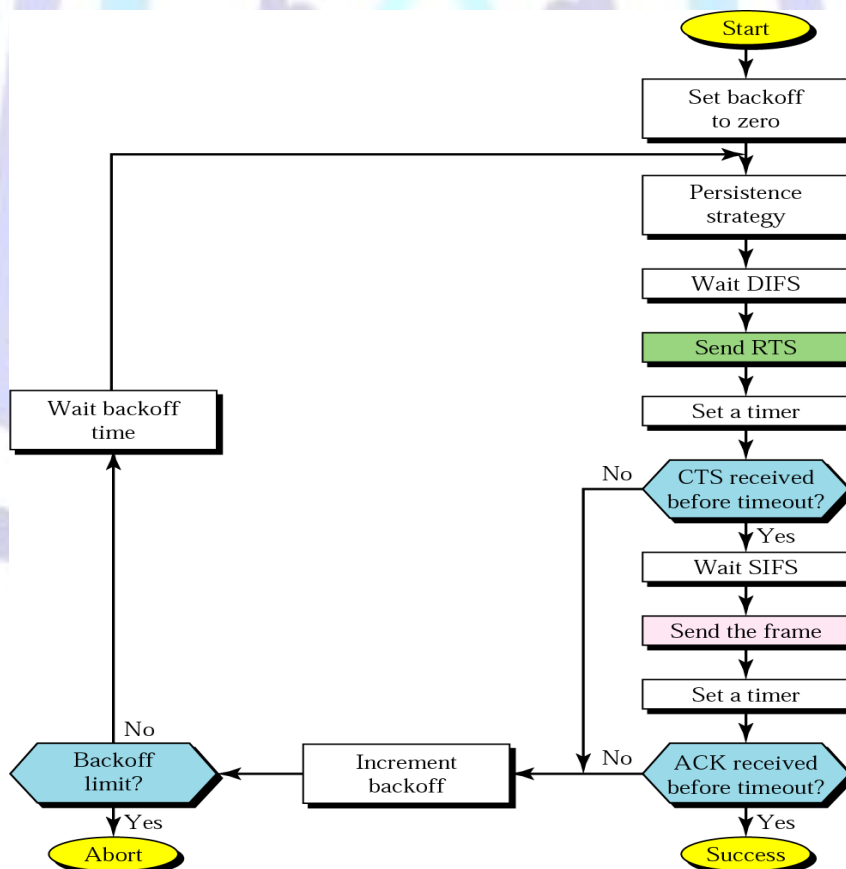 Start
Set backoff
to zero
Persistence
strategy
Wait DIFS
Send RTS
Wait backoff
time
Set a timer
No
CTS received
before timeout?
Yes
Wait SIFS
Send the frame
Set a timer
No
Backoff
limit?
Increment
backoff
No
ACK received
before timeout?
Yes
Yes
Abort
Success